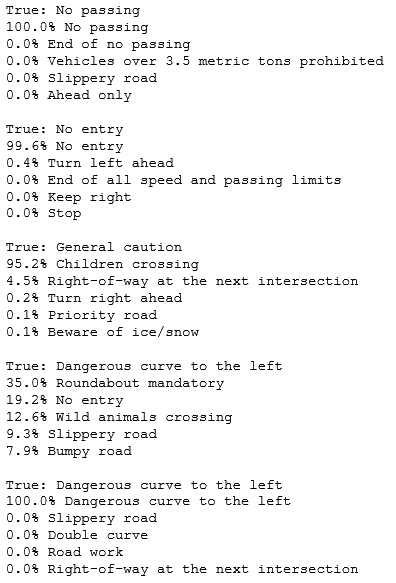 True: No passing
100.0% No passing
0.0% End of no passing
0.0% Vehicles over 3.5 metric tons prohibited
0.0% Slippery road
0.0% Ahead only
True: No entry
99.6% No entry
0.4% Turn left ahead
0.0% End of all speed and passing limits
0.0% Keep right
0.0% Stop
True: General caution
95.2% Children crossing
4.5% Right-of-way at the next intersection
0.2% Turn right ahead
0.1% Priority road
0.1% Beware of ice/snow
True: Dangerous curve to the left
35.0% Roundabout mandatory
19.2% No entry
12.6% Wild animals crossing
9.3% Slippery road
7.9% Bumpy road
True: Dangerous curve to the left
100.0% Dangerous curve to the left
0.0% Slippery road
0.0% Double curve
0.0% Road work
0.0% Right-of-way at the next intersection